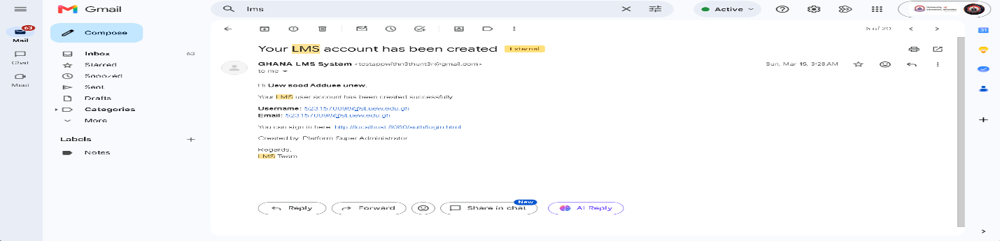 Gmail
lms
Active
63
Mail
Chat
Meet
Compose
Inbox 63
Starred
Snoozed
Sent
Drafts
Categories
More
Labels
Notes
5 of 20
Your LMS account has been created External
GHANA LMS System <testappwithn3thunt3r@gmail.com>
Sun, Mar 15, 3:28 AM
to me
Hi Uew sood Adduee unew,
Your LMS user account has been created successfully.
Username: 5231570098@st.uew.edu.gh
Email: 5231570098@st.uew.edu.gh
You can sign in here: http://localhost:8080/auth/login.html
Created by: Platform Super Administrator
Regards,
LMS Team
Reply
Forward
Share in chat
New
AI Reply
31